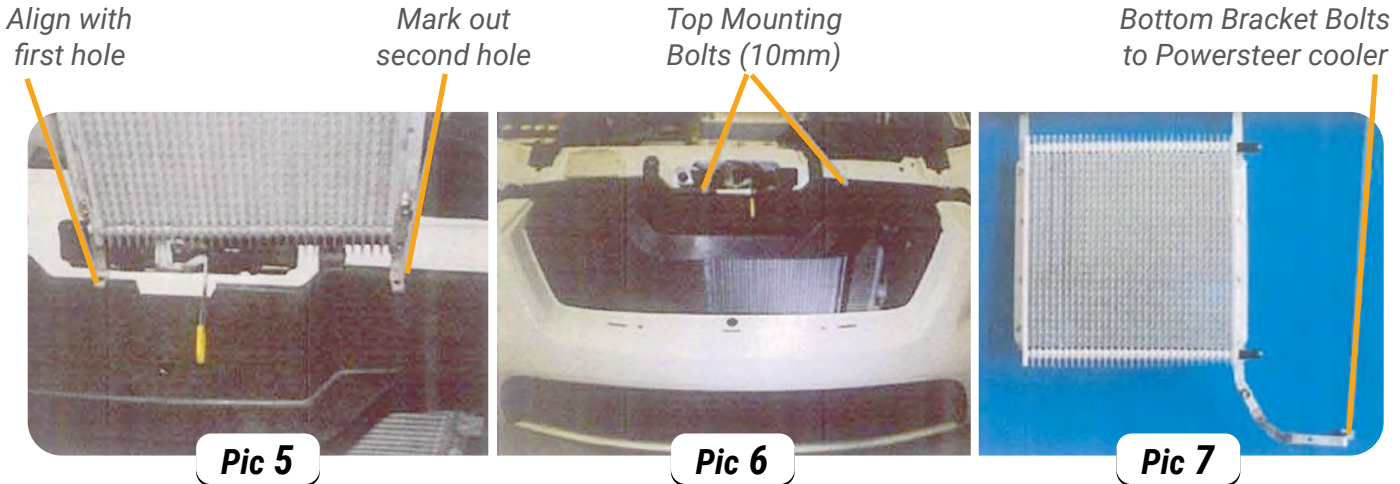 Align with
first hole
Mark out
second hole
Top Mounting
Bolts (10mm)
Bottom Bracket Bolts
to Powersteer cooler
Pic 5
Pic 6
Pic 7